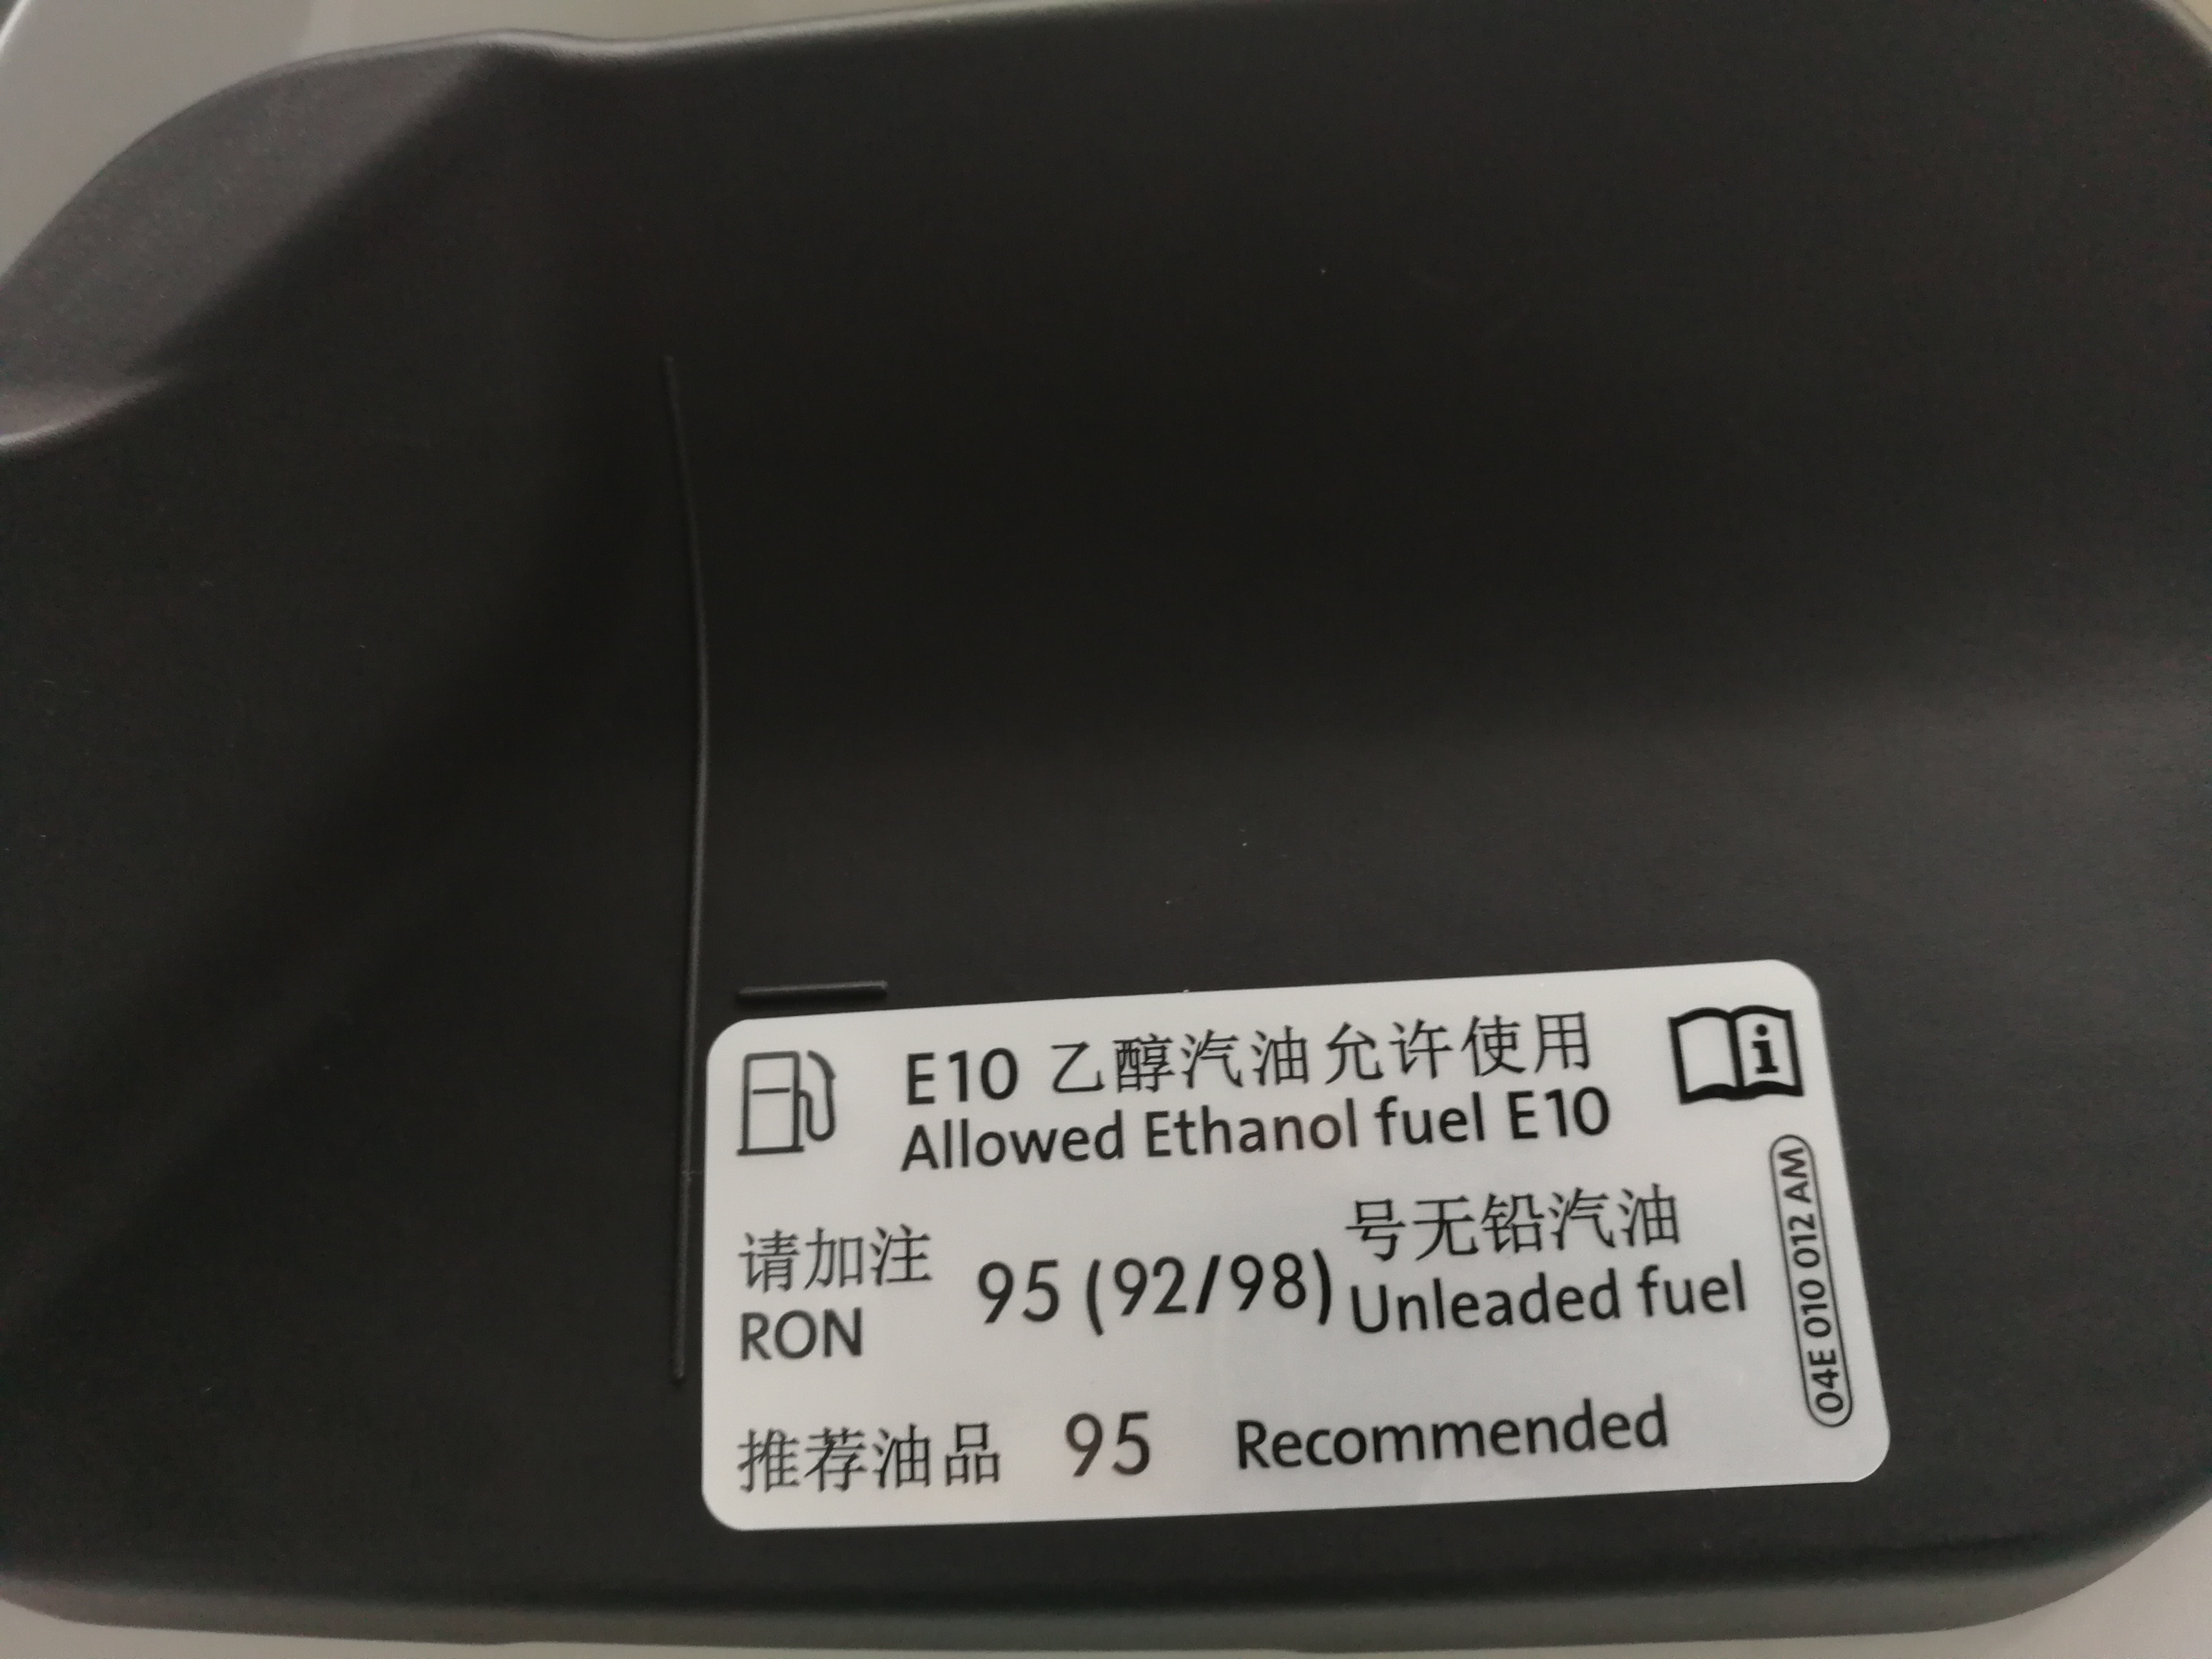 E10 乙醇汽油允许使用
Allowed Ethanol fuel E10
i
请加注
RON
95 (92/98)
号无铅汽油
Unleaded fuel
推荐油品 95 Recommended
04E 010 012 AM